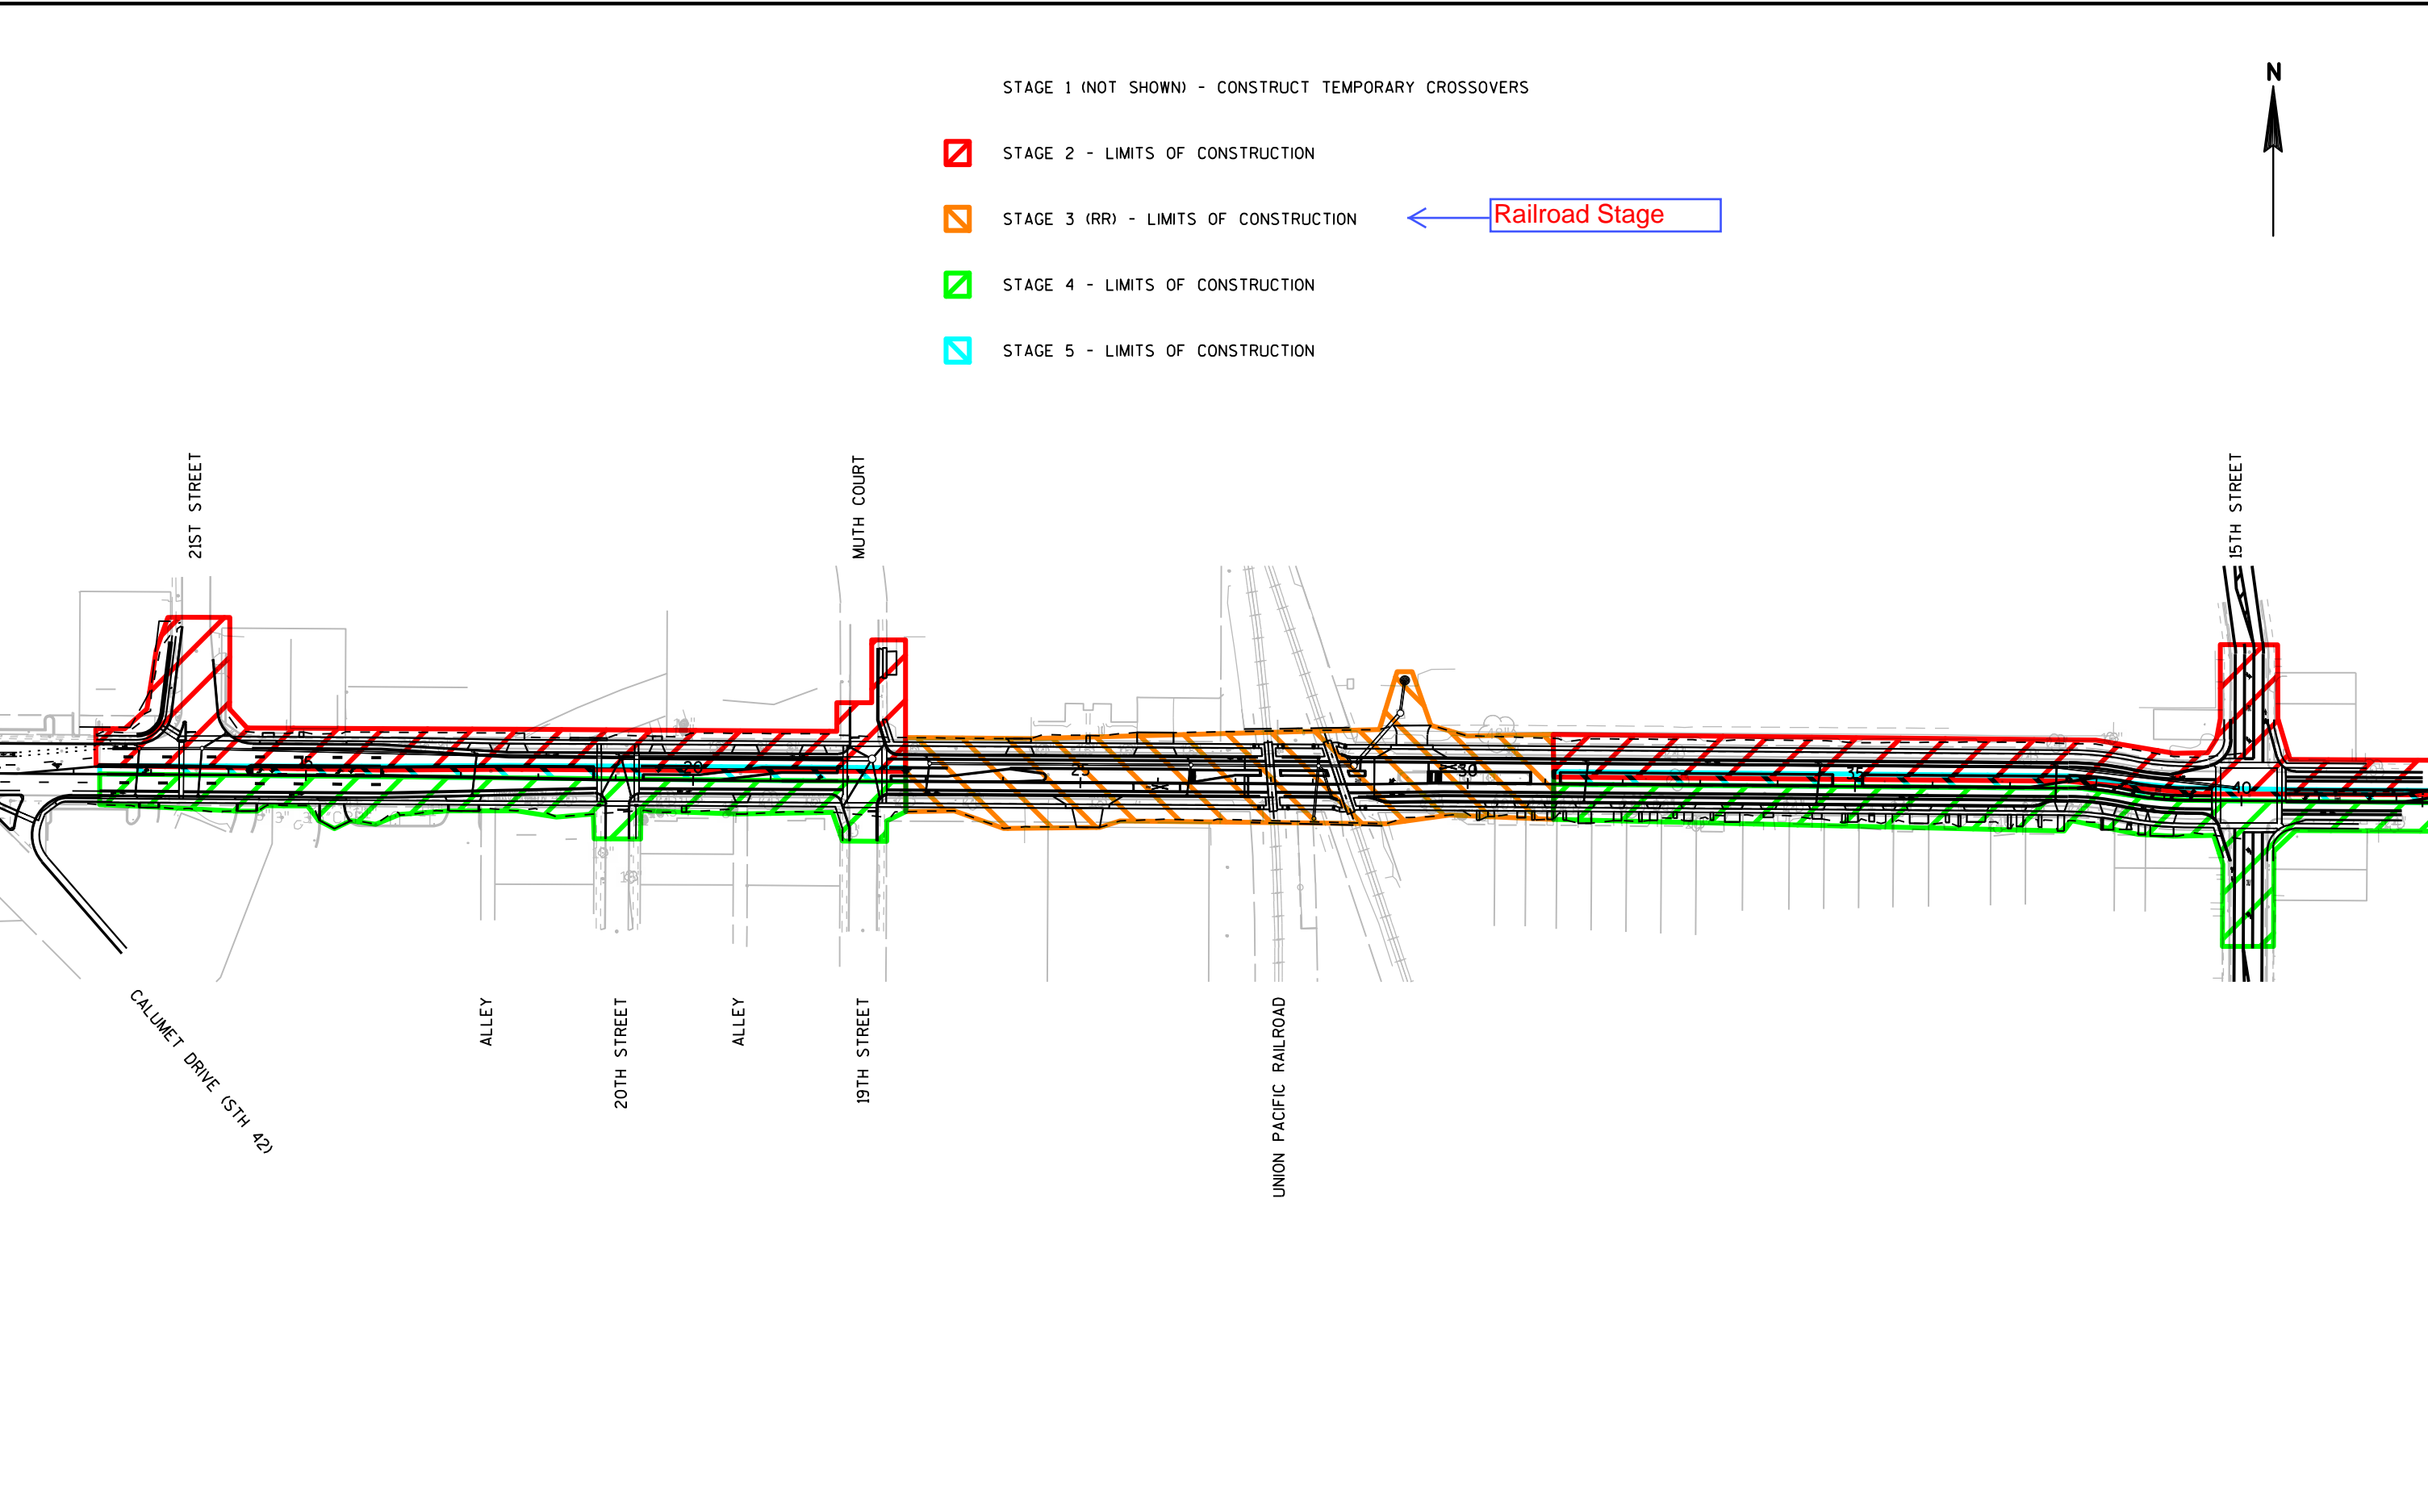 N
STAGE 1 (NOT SHOWN) - CONSTRUCT TEMPORARY CROSSOVERS
STAGE 2 - LIMITS OF CONSTRUCTION
STAGE 3 (RR) - LIMITS OF CONSTRUCTION
Railroad Stage
STAGE 4 - LIMITS OF CONSTRUCTION
STAGE 5 - LIMITS OF CONSTRUCTION
21ST STREET
MUTH COURT
15TH STREET
20
25
30
35
40
CALUMET DRIVE (STH 42)
ALLEY
20TH STREET
ALLEY
19TH STREET
UNION PACIFIC RAILROAD